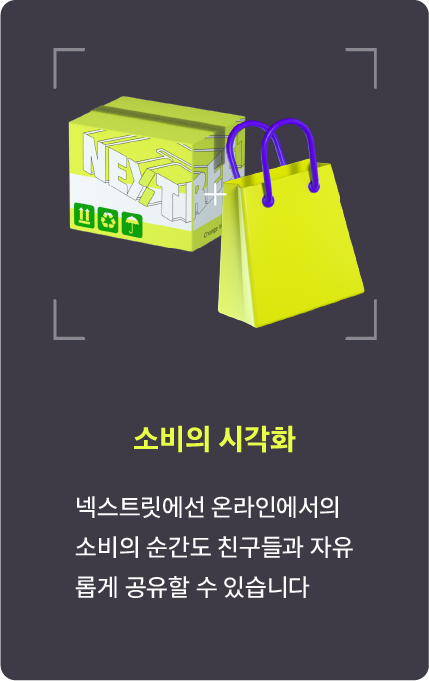 NEXTRE
소비의 시각화
넥스트릿에선 온라인에서의
소비의 순간도 친구들과 자유
롭게 공유할 수 있습니다